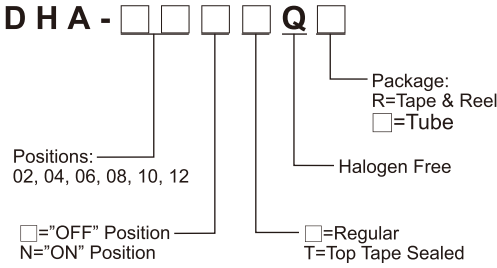 DHA-□□□□Q□
Package:
R=Tape & Reel
□=Tube
Positions:
02, 04, 06, 08, 10, 12
Halogen Free
□=”OFF” Position
N=”ON” Position
□=Regular
T=Top Tape Sealed